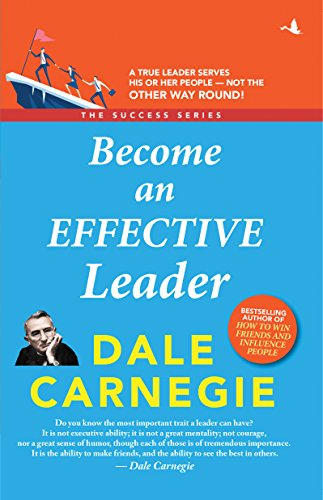 A TRUE LEADER SERVES
HIS OR HER PEOPLE — NOT THE
OTHER WAY ROUND!
THE SUCCESS SERIES
Become
an
EFFECTIVE
Leader
BESTSELLING
AUTHOR OF
HOW TO WIN
FRIENDS AND
INFLUENCE
PEOPLE
DALE
CARNEGIE
Do you know the most important trait a leader can have?
It is not executive ability; it is not a great mentality; not courage,
nor a great sense of humor, though each of those is of tremendous importance.
It is the ability to make friends, and the ability to see the best in others.
— Dale Carnegie